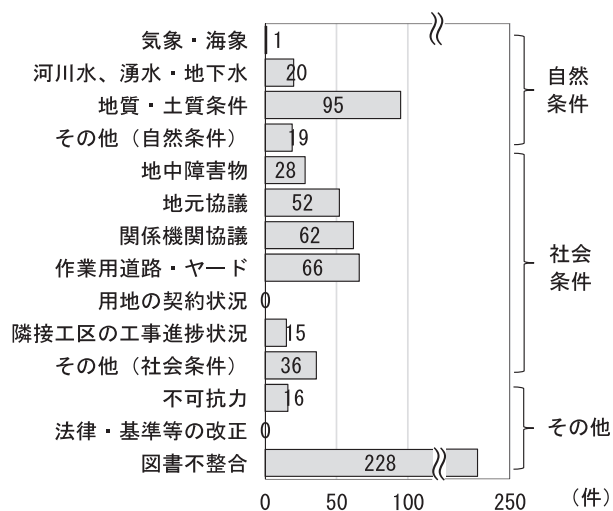 気象・海象 1
河川水、湧水・地下水 20
地質・土質条件 95
その他（自然条件） 19
自然
条件
地中障害物 28
地元協議 52
関係機関協議 62
作業用道路・ヤード 66
用地の契約状況 0
隣接工区の工事進捗状況 15
その他（社会条件） 36
社会
条件
不可抗力 16
法律・基準等の改正 0
図書不整合 228
その他
0 50 100 250 （件）